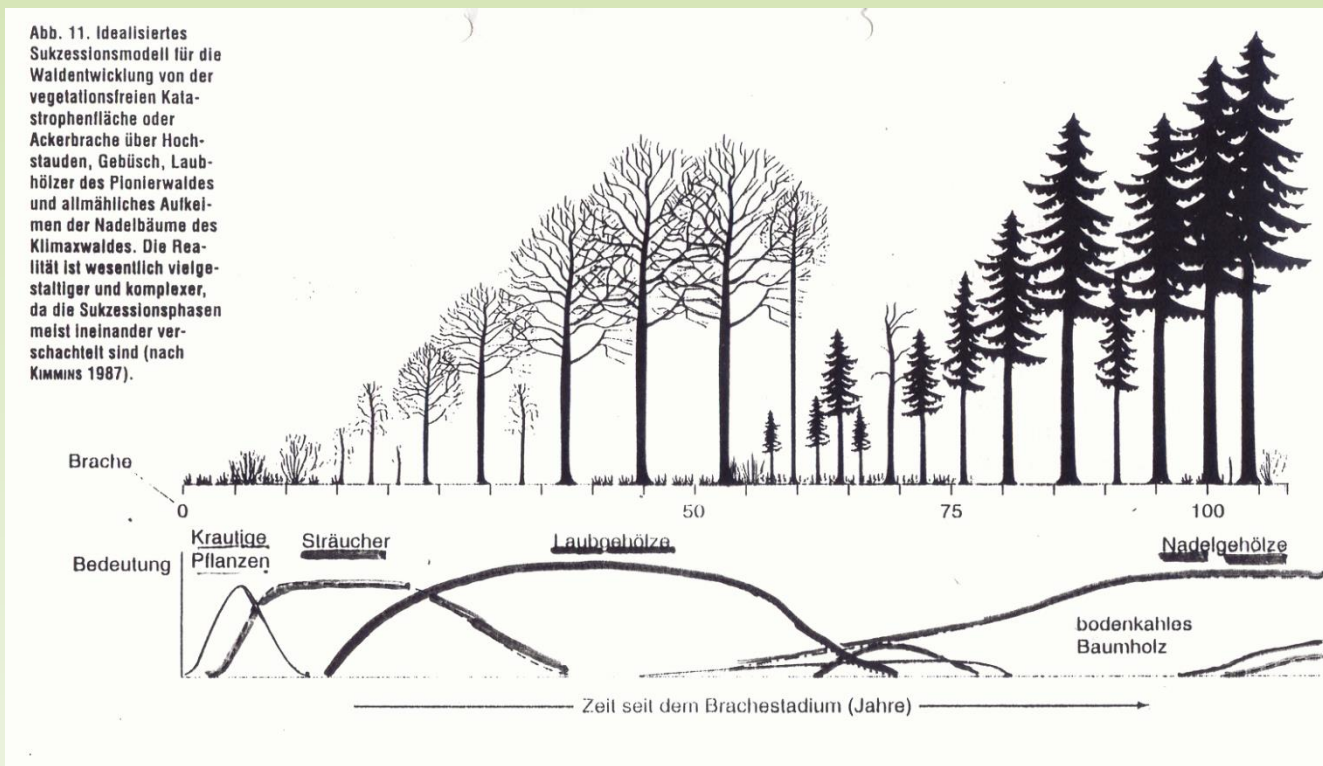 Abb. 11. Idealisiertes
Sukzessionsmodell für die
Waldentwicklung von der
vegetationsfreien Kata-
strophenfläche oder
Ackerbrache über Hoch-
stauden, Gebüsch, Laub-
hölzer des Pionierwaldes
und allmähliches Aufkei-
men der Nadelbäume des
Klimaxwaldes. Die Rea-
lität ist wesentlich vielge-
staltiger und komplexer,
da die Sukzessionsphasen
meist ineinander ver-
schachtelt sind (nach
KIMMINS 1987).
Brache
0 50 75 100
Bedeutung
Krautige
Pflanzen
Sträucher
Laubgehölze
Nadelgehölze
bodenkahles
Baumholz
Zeit seit dem Brachestadium (Jahre)